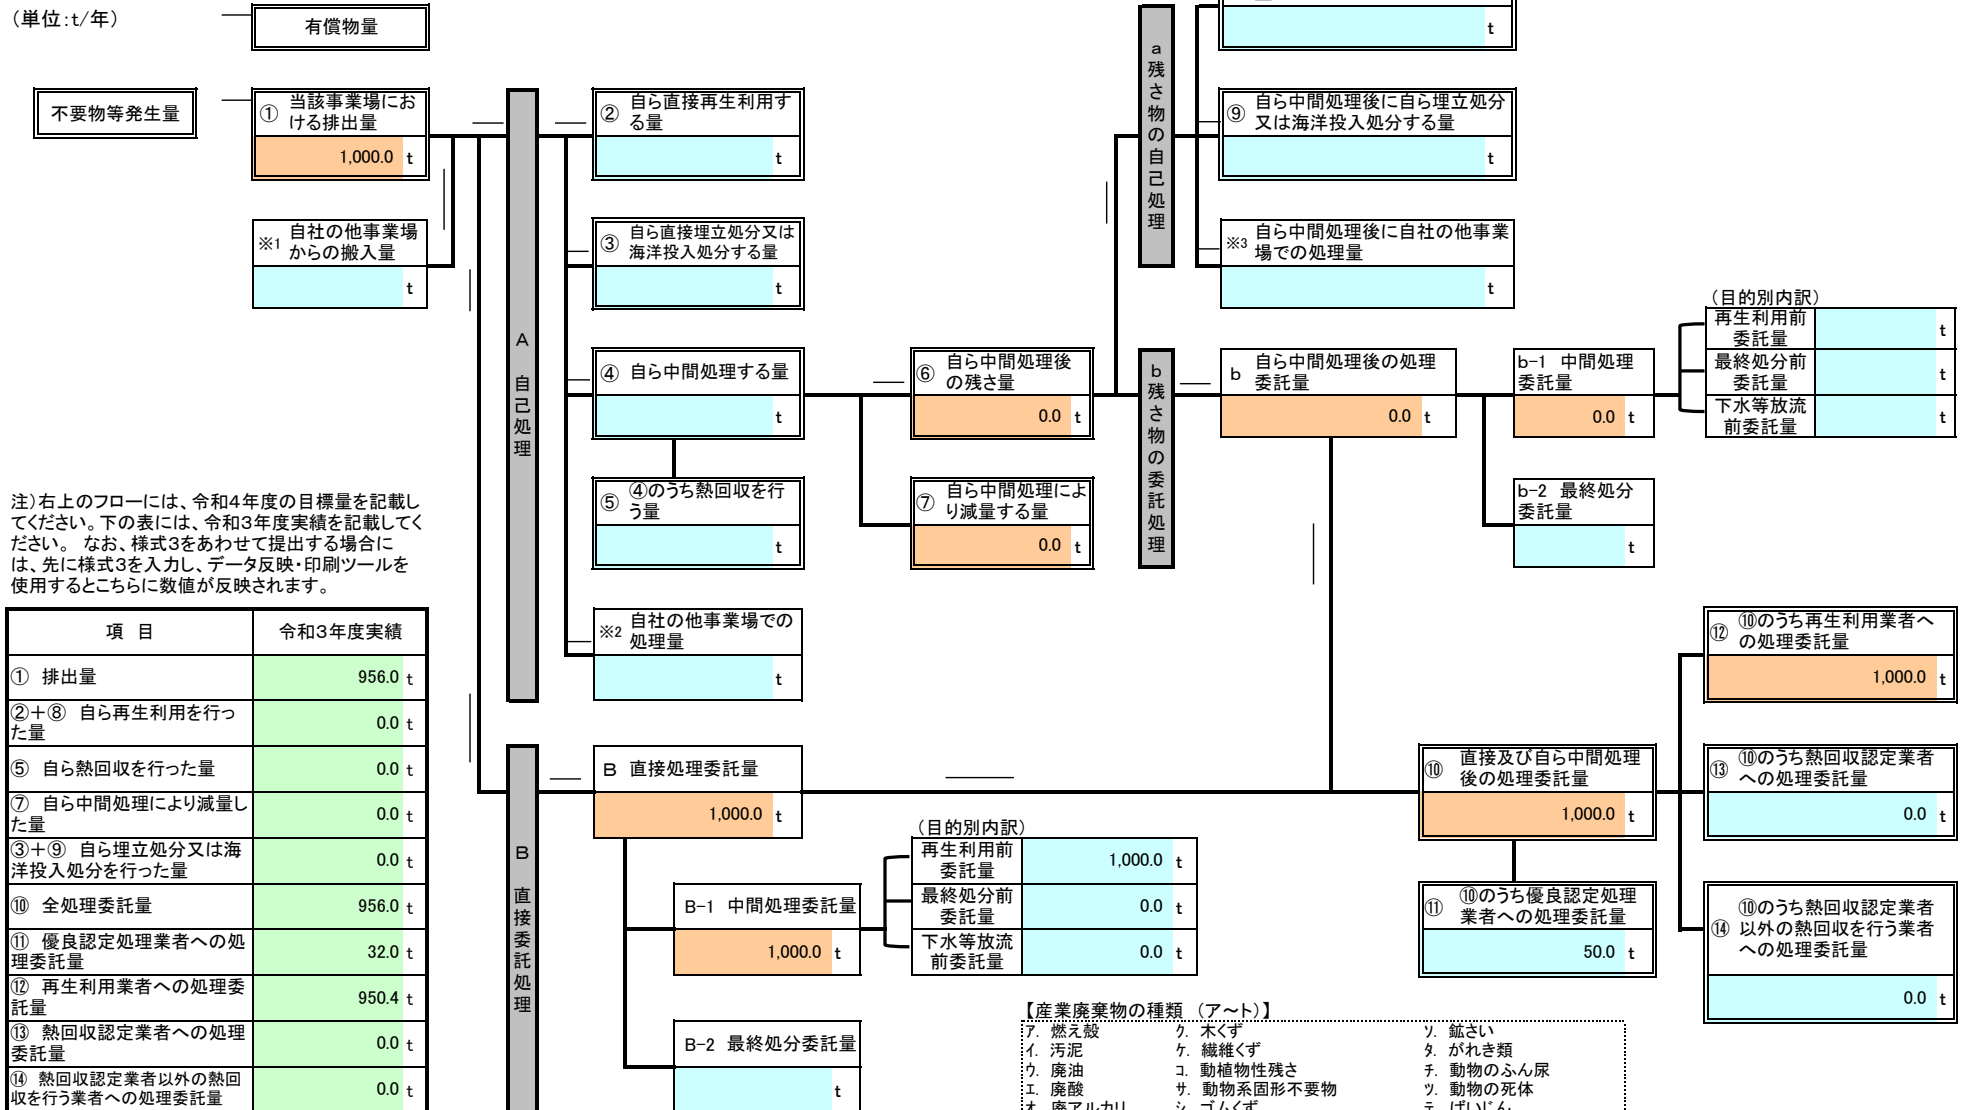 （単位：t/年）
有償物量
不要物等発生量
① 当該事業場にお
ける排出量
1,000.0 t
※1 自社の他事業場
からの搬入量
t
A 自己処理
② 自ら直接再生利用す
る量
t
③ 自ら直接埋立処分又は
海洋投入処分する量
t
④ 自ら中間処理する量
t
⑤ ④のうち熱回収を行
う量
t
※2 自社の他事業場での
処理量
t
⑥ 自ら中間処理後
の残さ量
0.0 t
⑦ 自ら中間処理によ
り減量する量
0.0 t
a 残さ物の自己処理
t
⑨ 自ら中間処理後に自ら埋立処分
又は海洋投入処分する量
t
※3 自ら中間処理後に自社の他事業
場での処理量
t
b 残さ物の委託処理
b 自ら中間処理後の処理
委託量
0.0 t
b-1 中間処理
委託量
0.0 t
b-2 最終処分
委託量
t
（目的別内訳）
再生利用前
委託量
t
最終処分前
委託量
t
下水等放流
前委託量
t
注）右上のフローには、令和４年度の目標量を記載し
てください。下の表には、令和３年度実績を記載してく
ださい。 なお、様式３をあわせて提出する場合に
は、先に様式３を入力し、データ反映・印刷ツールを
使用するとこちらに数値が反映されます。
項 目 令和３年度実績
① 排出量 956.0 t
②＋⑧ 自ら再生利用を行っ
た量 0.0 t
⑤ 自ら熱回収を行った量 0.0 t
⑦ 自ら中間処理により減量し
た量 0.0 t
③＋⑨ 自ら埋立処分又は海
洋投入処分を行った量 0.0 t
⑩ 全処理委託量 956.0 t
⑪ 優良認定処理業者への処
理委託量 32.0 t
⑫ 再生利用業者への処理委
託量 950.4 t
⑬ 熱回収認定業者への処理
委託量 0.0 t
⑭ 熱回収認定業者以外の熱回
収を行う業者への処理委託量 0.0 t
B 直接委託処理
B 直接処理委託量
1,000.0 t
B-1 中間処理委託量
1,000.0 t
B-2 最終処分委託量
t
（目的別内訳）
再生利用前
委託量
1,000.0 t
最終処分前
委託量
0.0 t
下水等放流
前委託量
0.0 t
⑩ 直接及び自ら中間処理
後の処理委託量
1,000.0 t
⑪ ⑩のうち優良認定処理
業者への処理委託量
50.0 t
⑫ ⑩のうち再生利用業者へ
の処理委託量
1,000.0 t
⑬ ⑩のうち熱回収認定業者
への処理委託量
0.0 t
⑭ ⑩のうち熱回収認定業者
以外の熱回収を行う業者
への処理委託量
0.0 t
【産業廃棄物の種類 （ア～ト）】
ｱ. 燃え殻 ｸ. 木くず ｿ. 鉱さい
ｲ. 汚泥 ｹ. 繊維くず ﾀ. がれき類
ｳ. 廃油 ｺ. 動植物性残さ ﾁ. 動物のふん尿
ｴ. 廃酸 ｻ. 動物系固形不要物 ﾂ. 動物の死体
ｵ. 廃アルカリ ｼ. ゴムくず ﾃ. ばいじん